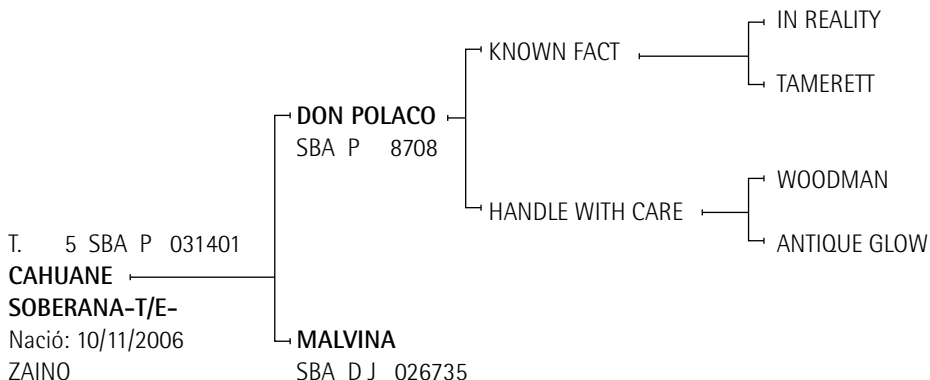 IN REALITY
KNOWN FACT
TAMERETT
DON POLACO
SBA P 8708
WOODMAN
HANDLE WITH CARE
ANTIQUE GLOW
T. 5 SBA P 031401
CAHUANE
SOBERANA-T/E-
Nació: 10/11/2006
ZAINO
MALVINA
SBA D J 026735